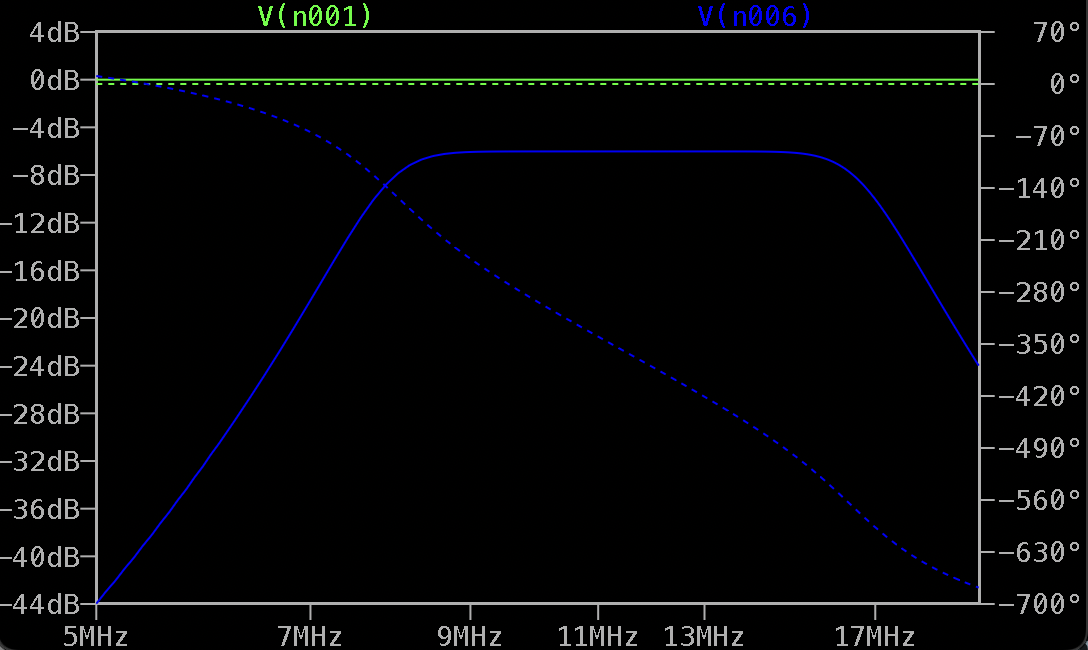 V(n001) V(n006)
4dB 70°
0dB 0°
−4dB −70°
−8dB −140°
−12dB −210°
−16dB −280°
−20dB −350°
−24dB −420°
−28dB −490°
−32dB −560°
−36dB −630°
−40dB −700°
−44dB
5MHz 7MHz 9MHz 11MHz 13MHz 17MHz